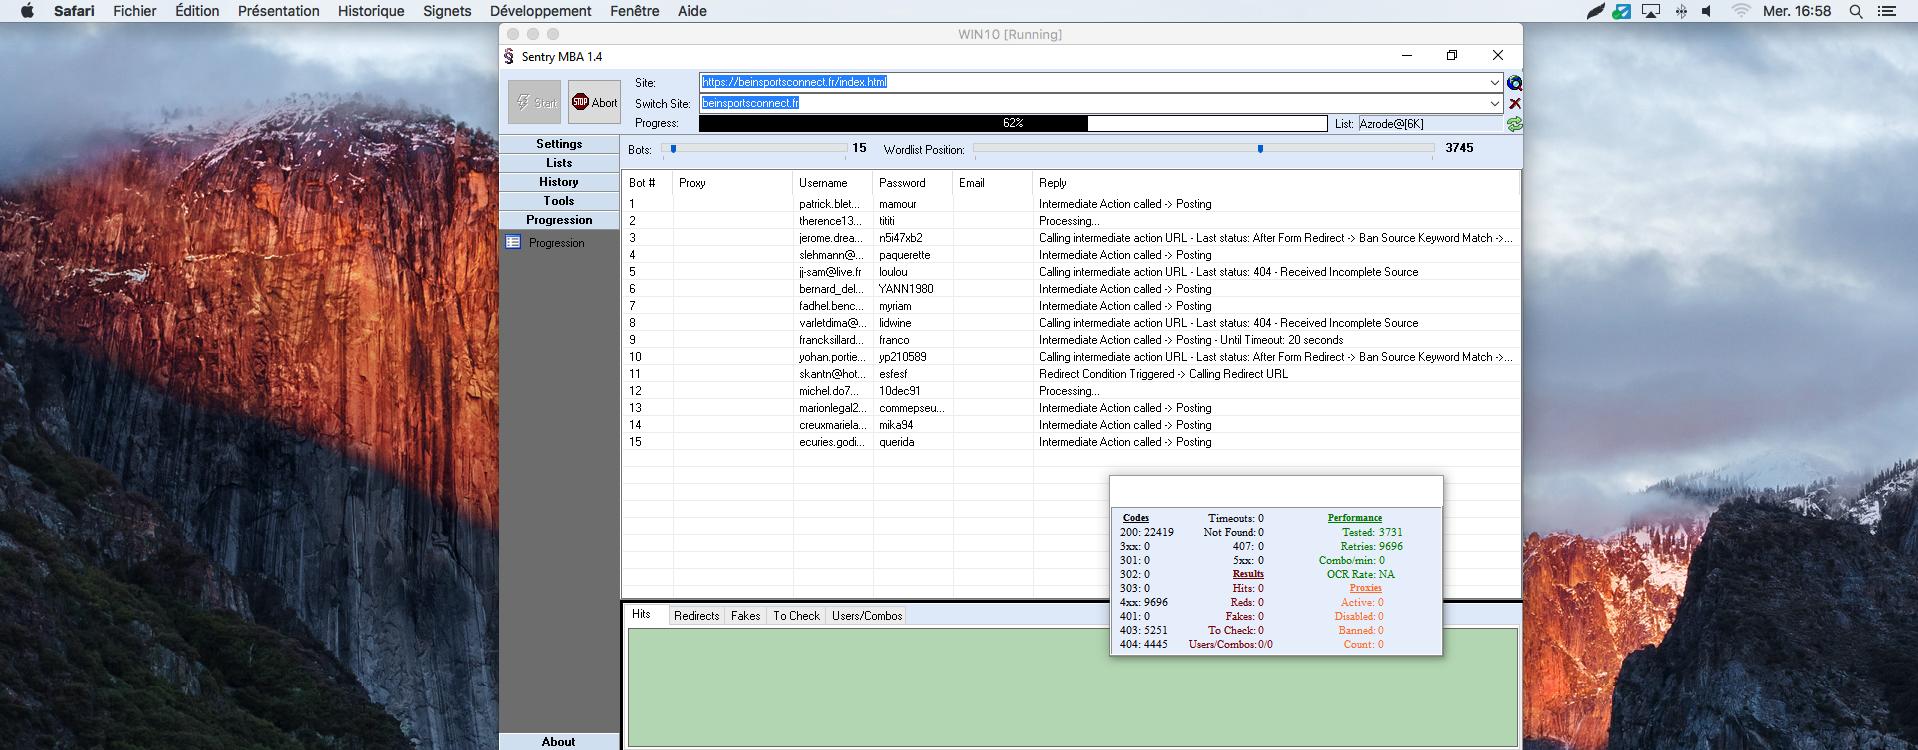 Safari Fichier Édition Présentation Historique Signets Développement Fenêtre Aide Mer. 16:58
WIN10 [Running]
Sentry MBA 1.4
Start Abort
Site: https://beinsportsconnect.fr/index.html
Switch Site: beinsportsconnect.fr
Progress: 62% List: Azrode@[6K]
Settings
Lists
History
Tools
Progression
Progression
About
Bots: 15 Wordlist Position: 3745
Bot # Proxy Username Password Email Reply
1 patrick.blet... mamour Intermediate Action called -> Posting
2 therence13... tititi Processing...
3 jerome.drea... n5i47xb2 Calling intermediate action URL - Last status: After Form Redirect -> Ban Source Keyword Match ->...
4 slehmann@... paquerette Intermediate Action called -> Posting
5 jj-sam@live.fr loulou Calling intermediate action URL - Last status: 404 - Received Incomplete Source
6 bernard_del... YANN1980 Intermediate Action called -> Posting
7 fadhel.benc... myriam Intermediate Action called -> Posting
8 varletdima@... lidwine Calling intermediate action URL - Last status: 404 - Received Incomplete Source
9 francksillard... franco Intermediate Action called -> Posting - Until Timeout: 20 seconds
10 yohan.portie... yp210589 Calling intermediate action URL - Last status: After Form Redirect -> Ban Source Keyword Match ->...
11 skantn@hot... esfesf Redirect Condition Triggered -> Calling Redirect URL
12 michel.do7... 10dec91 Processing...
13 marionlegal2... commepseu... Intermediate Action called -> Posting
14 creuxmariela... mika94 Intermediate Action called -> Posting
15 ecuries.godi... querida Intermediate Action called -> Posting
Codes Timeouts: 0 Performance
200: 22419 Not Found: 0 Tested: 3731
3xx: 0 407: 0 Retries: 9696
301: 0 5xx: 0 Combo/min: 0
302: 0 Results OCR Rate: NA
303: 0 Hits: 0 Proxies
4xx: 9696 Reds: 0 Active: 0
401: 0 Fakes: 0 Disabled: 0
403: 5251 To Check: 0 Banned: 0
404: 4445 Users/Combos: 0/0 Count: 0
Hits Redirects Fakes To Check Users/Combos